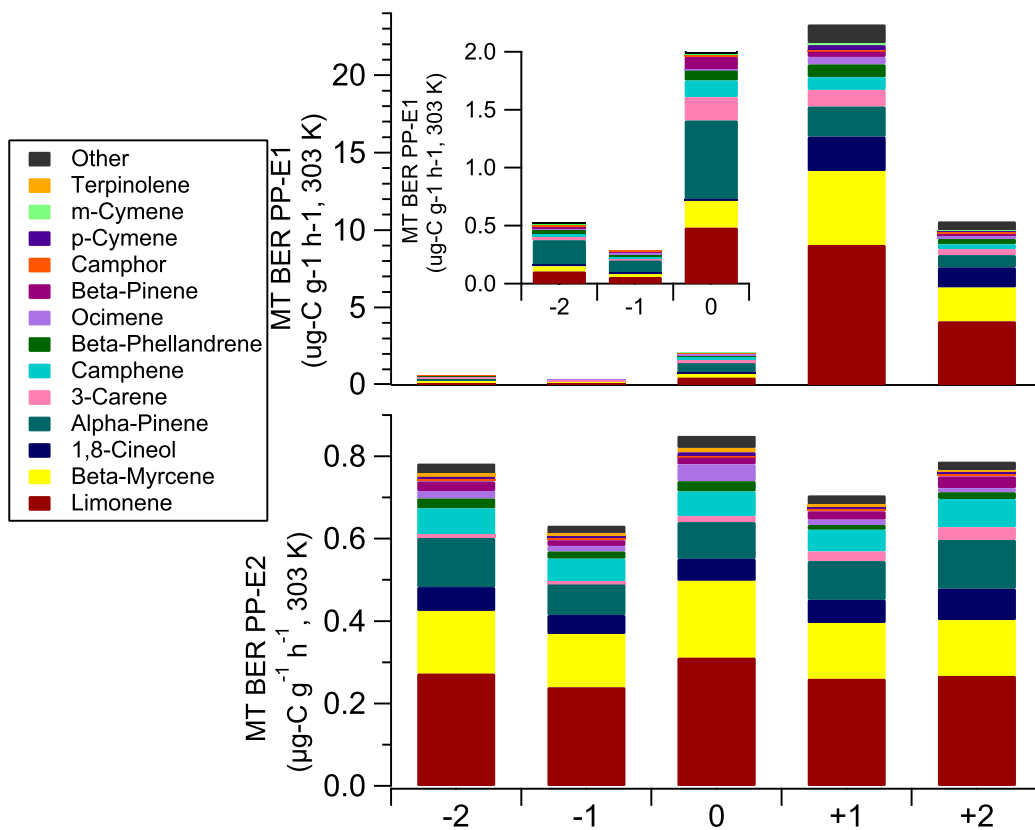 Other
Terpinolene
m-Cymene
p-Cymene
Camphor
Beta-Pinene
Ocimene
Beta-Phellandrene
Camphene
3-Carene
Alpha-Pinene
1,8-Cineol
Beta-Myrcene
Limonene
MT BER PP-E1
(ug-C g-1 h-1, 303 K)
20
15
10
5
0
MT BER PP-E1
(ug-C g-1 h-1, 303 K)
2.0
1.5
1.0
0.5
0.0
-2 -1 0
MT BER PP-E2
(µg-C g⁻¹ h⁻¹, 303 K)
0.8
0.6
0.4
0.2
0.0
-2 -1 0 +1 +2